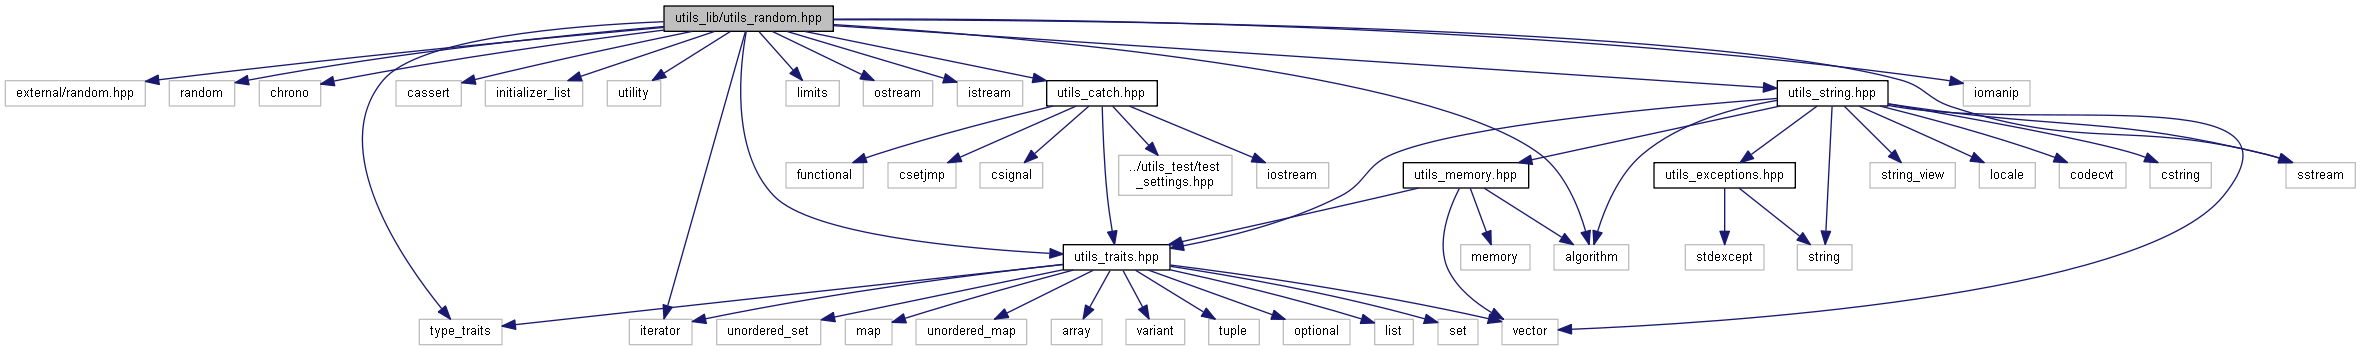 utils_lib/utils_random.hpp
external/random.hpp
random
chrono
cassert
initializer_list
utility
limits
ostream
istream
utils_catch.hpp
utils_string.hpp
iomanip
functional
csetjmp
csignal
../utils_test/test
_settings.hpp
iostream
utils_memory.hpp
utils_exceptions.hpp
string_view
locale
codecvt
cstring
sstream
utils_traits.hpp
memory
algorithm
stdexcept
string
type_traits
iterator
unordered_set
map
unordered_map
array
variant
tuple
optional
list
set
vector